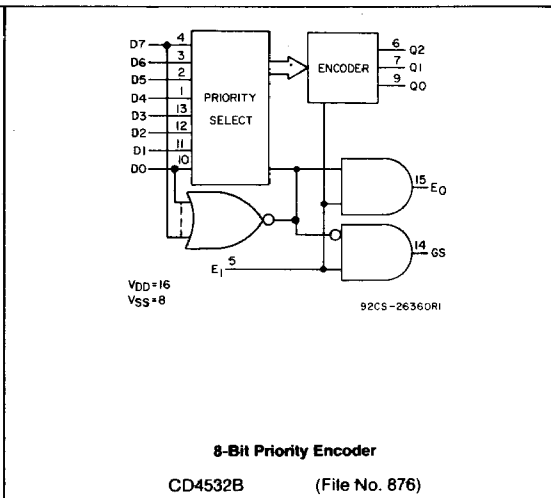 D7 4
D6 3
D5 2
D4 1
D3 13
D2 12
D1 11
D0 10
PRIORITY
SELECT
ENCODER
6 Q2
7 Q1
9 Q0
15 EO
14 GS
EI 5
VDD=16
VSS=8
92CS-26360R1
8-Bit Priority Encoder
CD4532B (File No. 876)